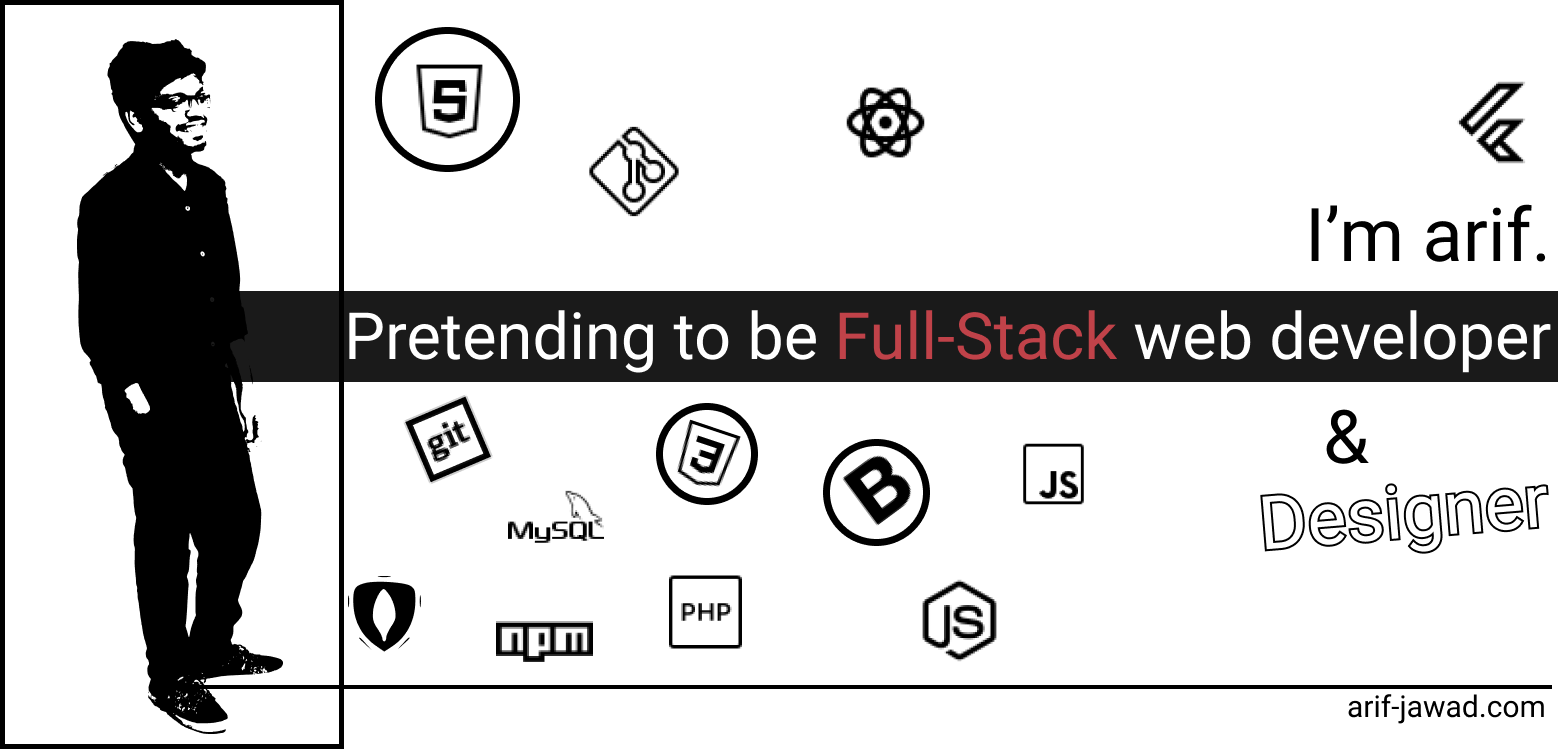 5
I’m arif.
Pretending to be Full-Stack web developer
git
3
B
JS
&
MySQL
Designer
npm
PHP
JS
arif-jawad.com